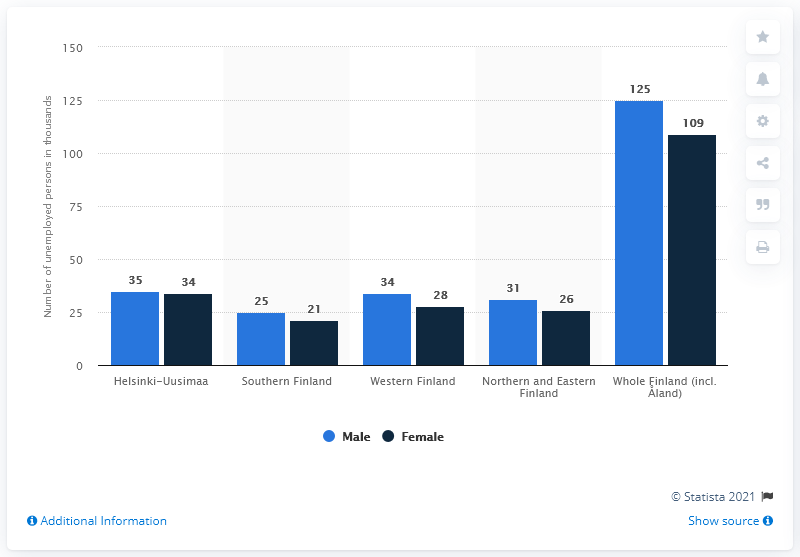 Number of unemployed persons in thousands
150
125
100
75
50
25
0
35
34
25
21
34
28
31
26
125
109
Helsinki-Uusimaa
Southern Finland
Western Finland
Northern and Eastern
Finland
Whole Finland (incl.
Åland)
Male
Female
© Statista 2021
Additional Information
Show source